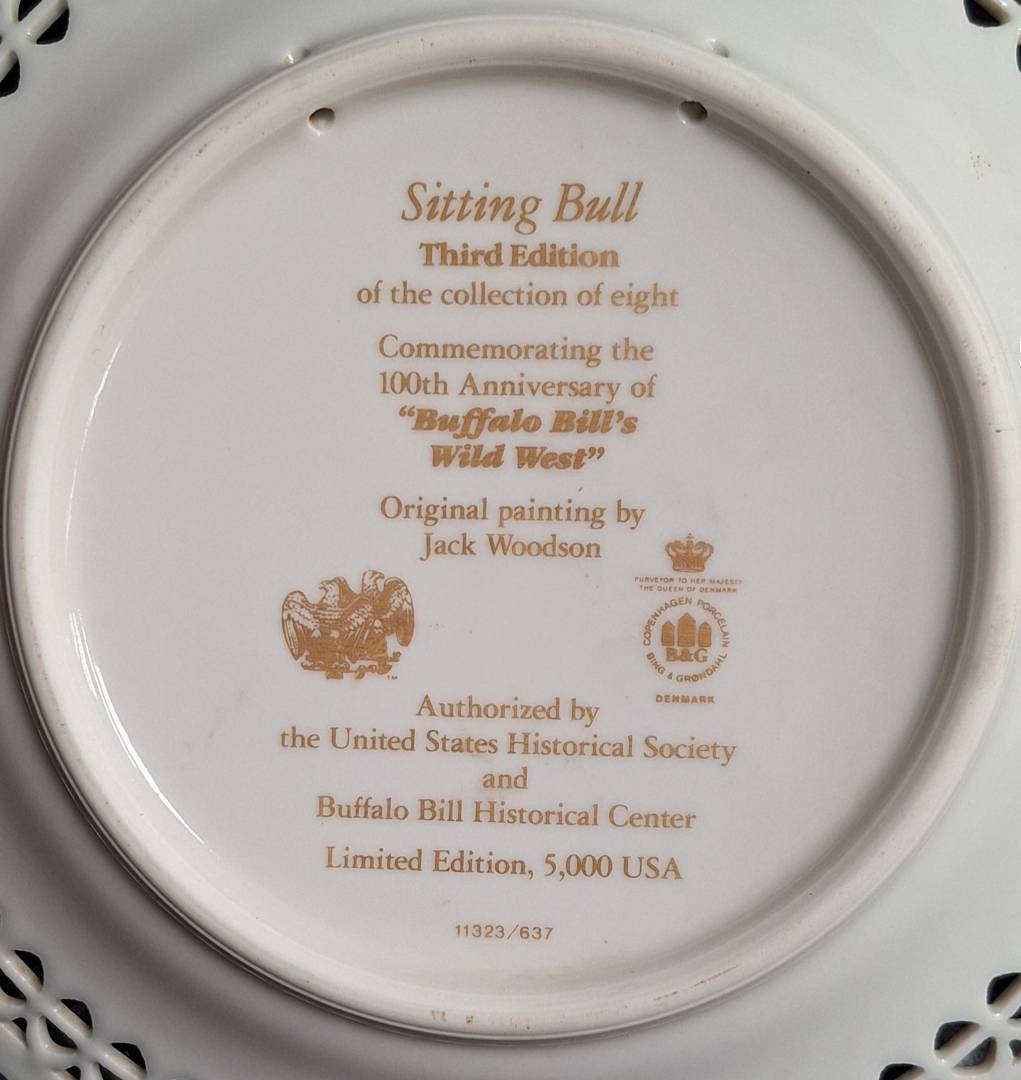 Sitting Bull
Third Edition
of the collection of eight
Commemorating the
100th Anniversary of
“Buffalo Bill’s
Wild West”
Original painting by
Jack Woodson
PURVEYOR TO HER MAJESTY
THE QUEEN OF DENMARK
COPENHAGEN PORCELAIN
B&G
BING & GRØNDAHL
DENMARK
TM
Authorized by
the United States Historical Society
and
Buffalo Bill Historical Center
Limited Edition, 5,000 USA
11323/637